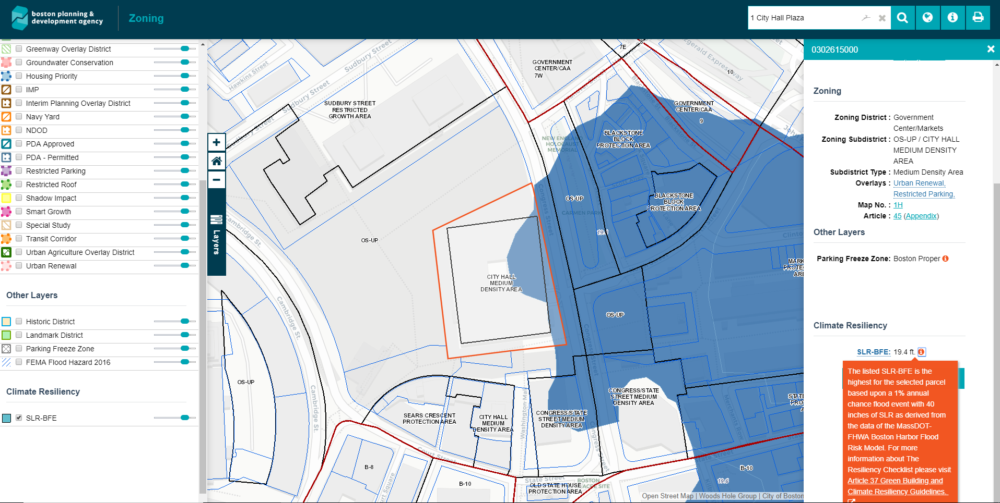 boston planning &
development agency
Zoning
1 City Hall Plaza
Greenway Overlay District
Groundwater Conservation
Housing Priority
IMP
Interim Planning Overlay District
Navy Yard
NDOD
PDA Approved
PDA - Permitted
Restricted Parking
Restricted Roof
Shadow Impact
Smart Growth
Special Study
Transit Corridor
Urban Agriculture Overlay District
Urban Renewal
Other Layers
Historic District
Landmark District
Parking Freeze Zone
FEMA Flood Hazard 2016
Climate Resiliency
SLR-BFE
+
−
Layers
Hawkins Street
Sudbury Street
Sudbury Street
Sudbury Street
SUDBURY STREET
RESTRICTED
GROWTH AREA
GOVERNMENT
CENTER/CAA
7W
7E
8
10
GOVERNMENT
CENTER/CAA
9
NEW ENGLAND
HOLOCAUST
MEMORIAL
BLACKSTONE
BLOCK
PROTECTION AREA
Scott Alley
BLACKSTONE
BLOCK
PROTECTION AREA
OS-UP
CARMEN PARK
Congress Street
19.4
OS-UP
Cambridge St.
Clinto
MARK
PROTE
ARE
CITY HALL
MEDIUM
DENSITY AREA
Cambridge St.
OS-UP
Congress Street
OS-UP
Cambridge St.
SEARS CRESCENT
PROTECTION AREA
CITY HALL
MEDIUM
DENSITY AREA
Washington Mal
CONGRESS/STATE
STREET MEDIUM
DENSITY AREA
CONGRESS/STATE
STREET MEDIUM
DENSITY AREA
Congress Street
Merchants Row
STATE
PRO
A
Court Street
State Street
B-8
B-10
State Street
OLD STATE HOUSE
PROTECTION AREA
BOSTON
ACRE SITE
19.6
B-10
Open Street Map | Woods Hole Group | City of Boston
0302615000
Zoning
Zoning District : Government
Center/Markets
Zoning Subdistrict : OS-UP / CITY HALL
MEDIUM DENSITY
AREA
Subdistrict Type : Medium Density Area
Overlays : Urban Renewal,
Restricted Parking,
Map No. : 1H
Article : 45 (Appendix)
Other Layers
Parking Freeze Zone: Boston Proper
Climate Resiliency
SLR-BFE: 19.4 ft.
The listed SLR-BFE is the
highest for the selected parcel
based upon a 1% annual
chance flood event with 40
inches of SLR as derived from
the data of the MassDOT-
FHWA Boston Harbor Flood
Risk Model. For more
information about The
Resiliency Checklist please visit
Article 37 Green Building and
Climate Resiliency Guidelines.